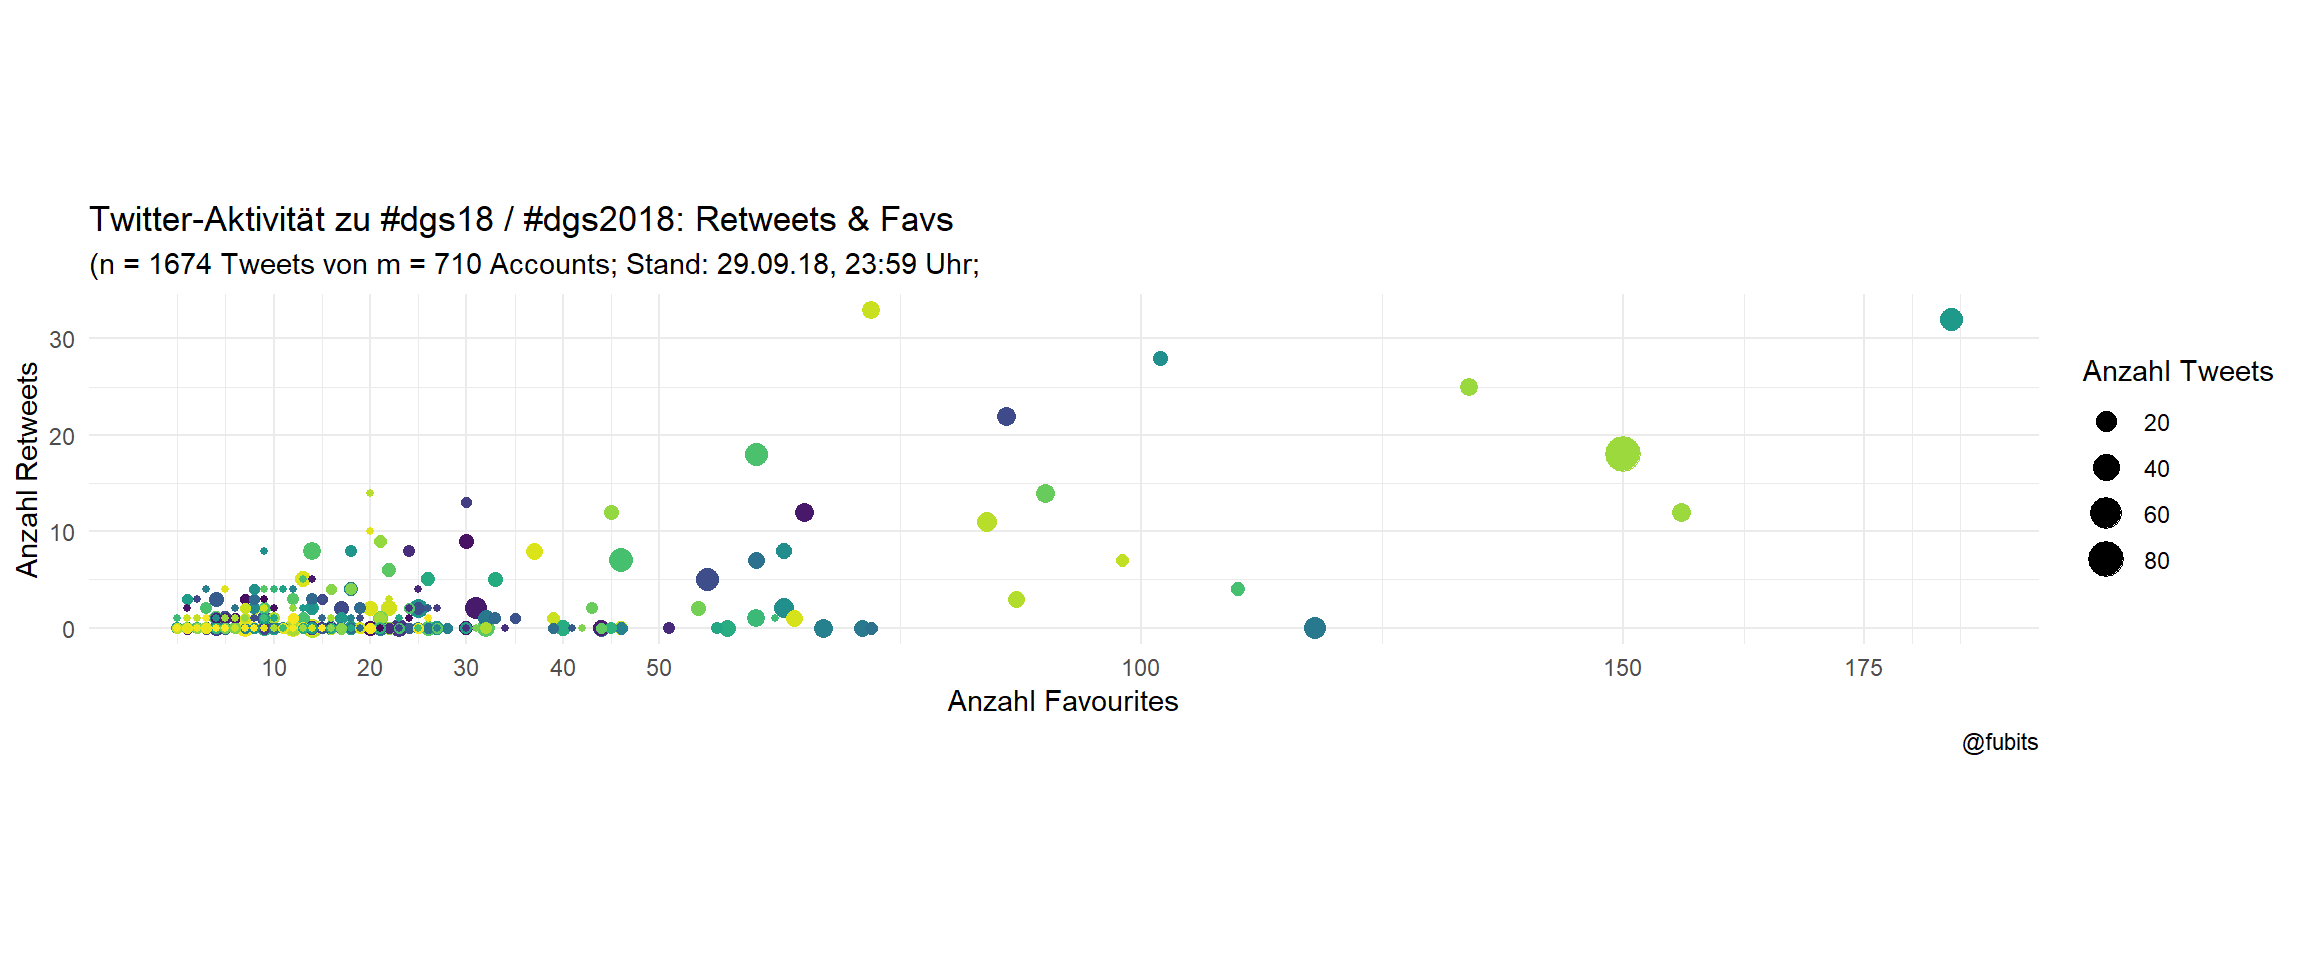 Twitter-Aktivität zu #dgs18 / #dgs2018: Retweets & Favs
(n = 1674 Tweets von m = 710 Accounts; Stand: 29.09.18, 23:59 Uhr;
Anzahl Retweets
30
20
10
0
10 20 30 40 50 100 150 175
Anzahl Favourites
Anzahl Tweets
20
40
60
80
@fubits